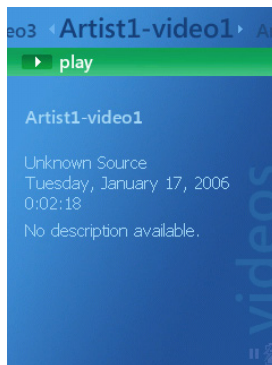 eo3 Artist1-video1 A
play
Artist1-video1
Unknown Source
Tuesday, January 17, 2006
0:02:18
No description available.
videos